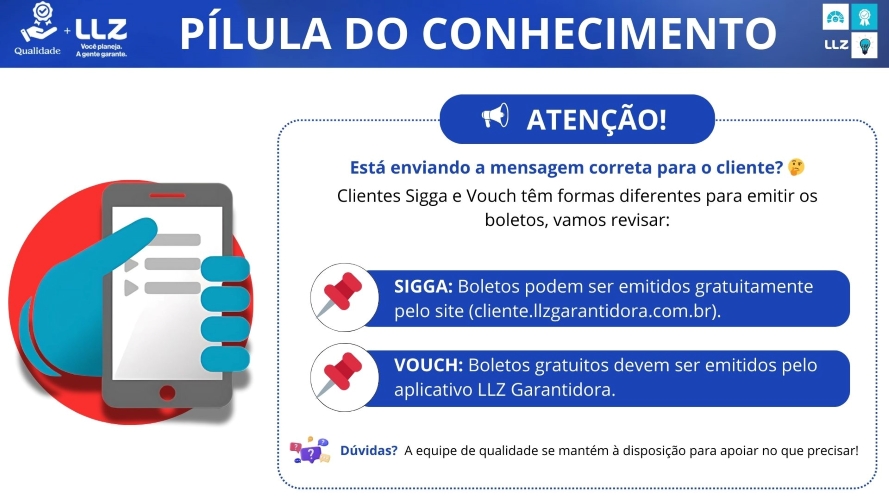 Qualidade
+ LLZ
Você planeja.
A gente garante.
PÍLULA DO CONHECIMENTO
LLZ
ATENÇÃO!
Está enviando a mensagem correta para o cliente? 🤔
Clientes Sigga e Vouch têm formas diferentes para emitir os
boletos, vamos revisar:
SIGGA: Boletos podem ser emitidos gratuitamente
pelo site (cliente.llzgarantidora.com.br).
VOUCH: Boletos gratuitos devem ser emitidos pelo
aplicativo LLZ Garantidora.
Dúvidas? A equipe de qualidade se mantém à disposição para apoiar no que precisar!